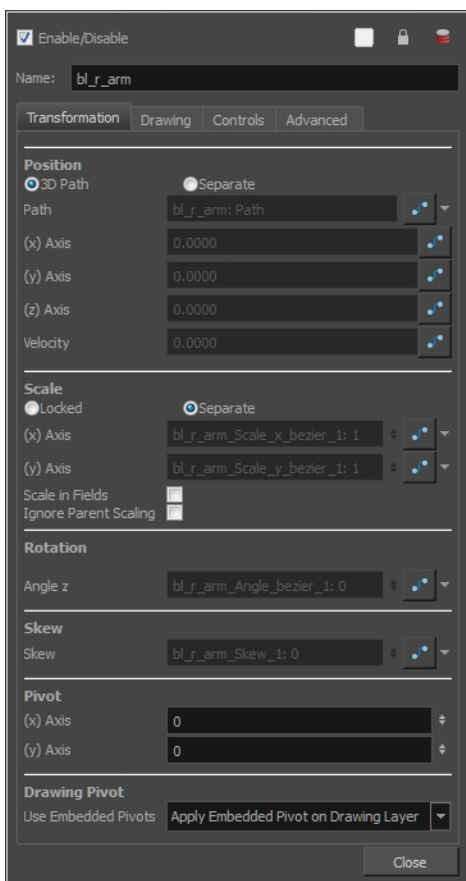 Enable/Disable
Name: bl_r_arm
Transformation Drawing Controls Advanced
Position
3D Path Separate
Path bl_r_arm: Path
(x) Axis 0.0000
(y) Axis 0.0000
(z) Axis 0.0000
Velocity 0.0000
Scale
Locked Separate
(x) Axis bl_r_arm_Scale_x_bezier_1: 1
(y) Axis bl_r_arm_Scale_y_bezier_1: 1
Scale in Fields
Ignore Parent Scaling
Rotation
Angle z bl_r_arm_Angle_bezier_1: 0
Skew
Skew bl_r_arm_Skew_1: 0
Pivot
(x) Axis 0
(y) Axis 0
Drawing Pivot
Use Embedded Pivots Apply Embedded Pivot on Drawing Layer
Close